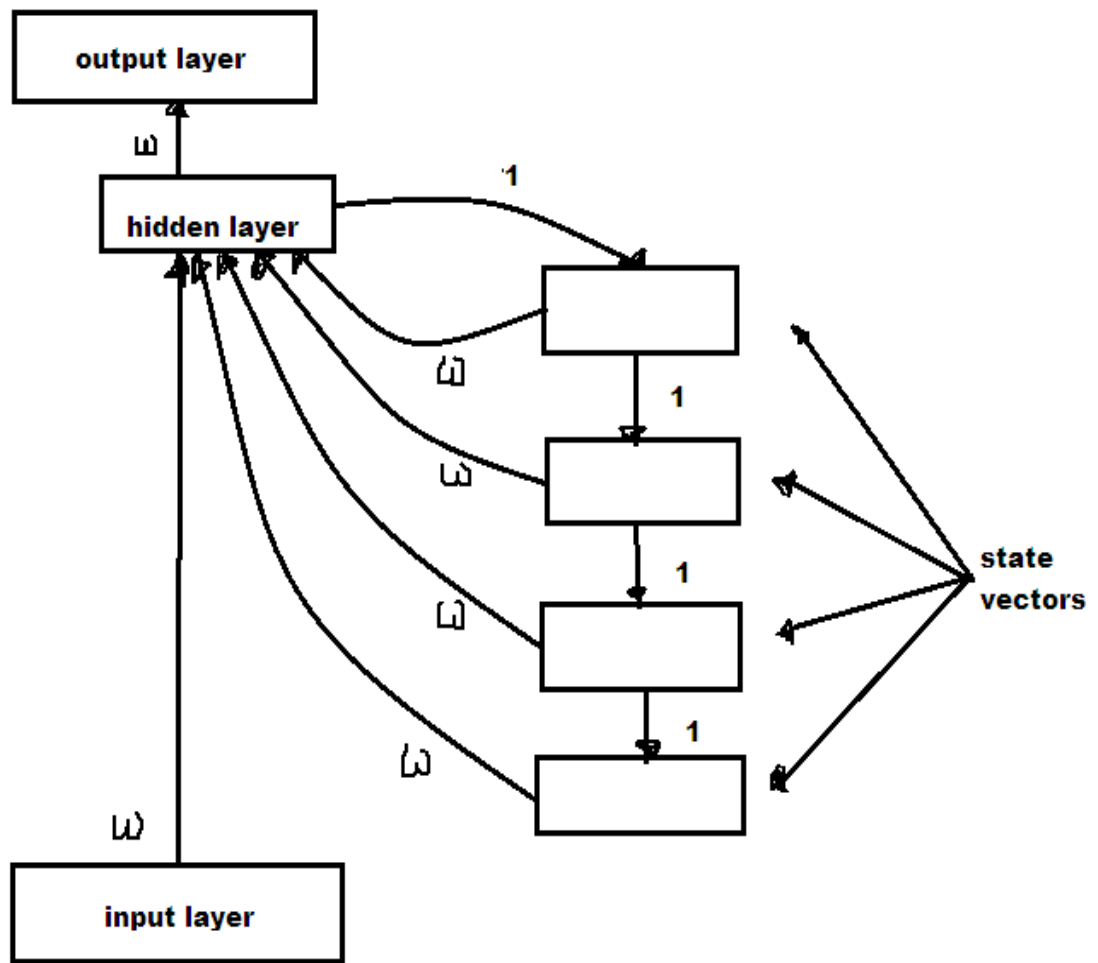 output layer
ω
hidden layer
1
ω
1
ω
1
ω
1
ω
ω
input layer
state
vectors